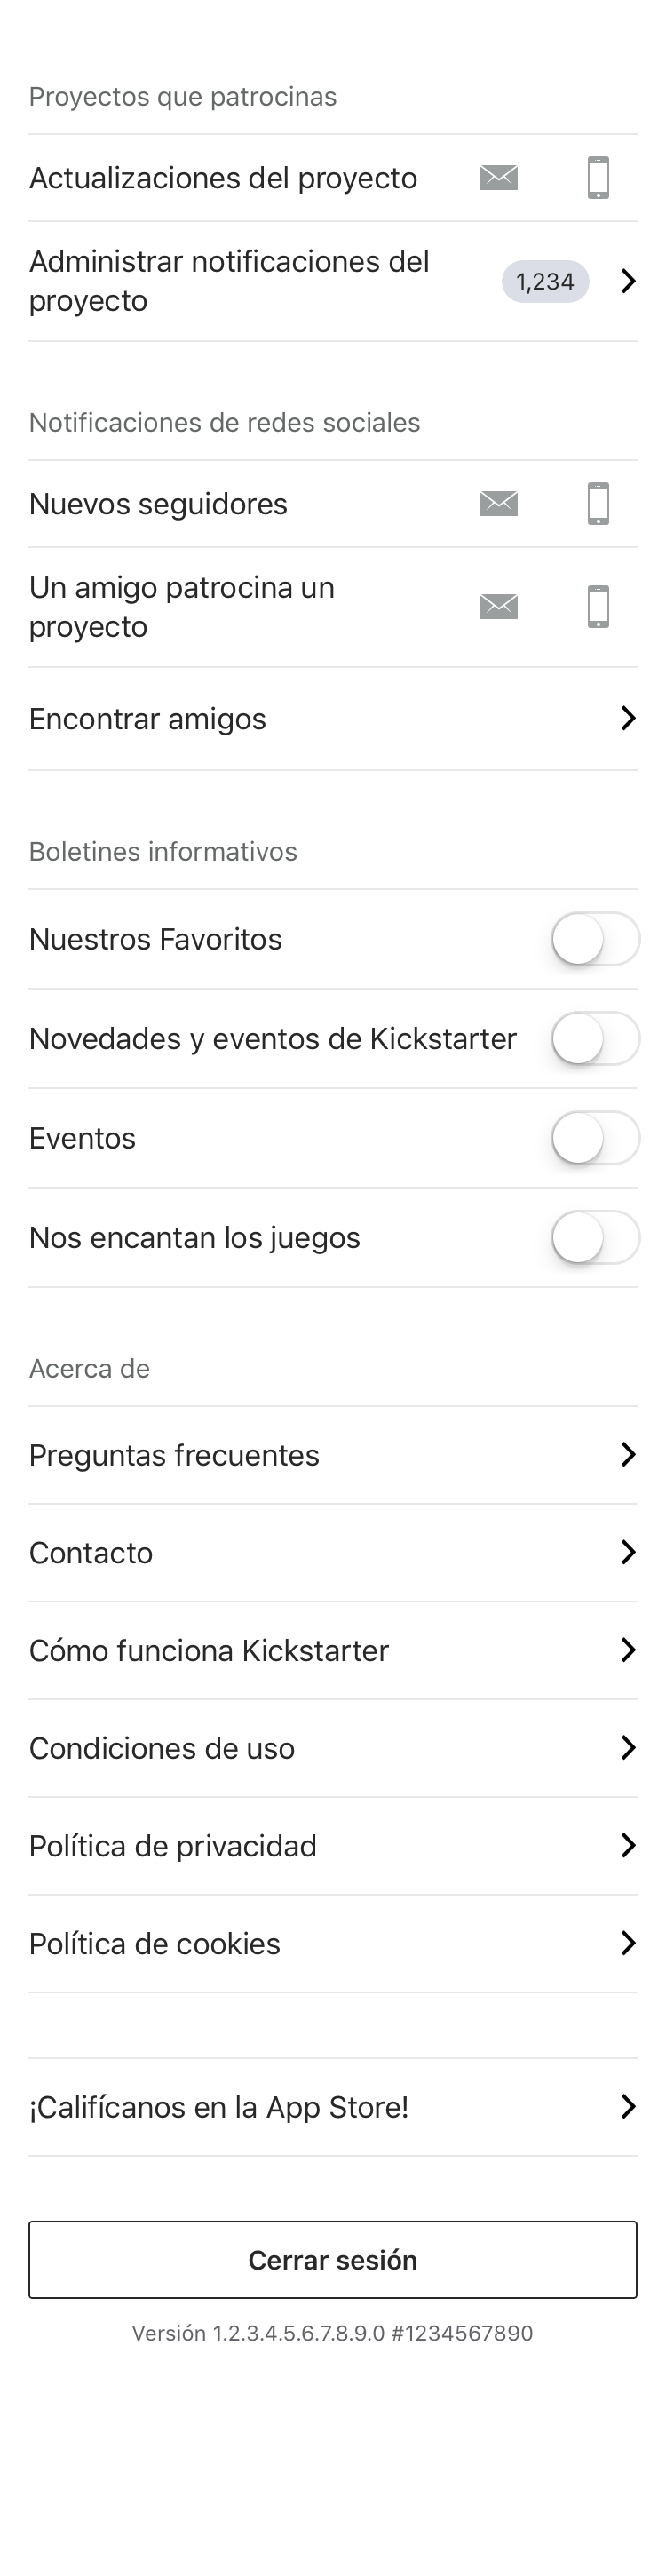 Proyectos que patrocinas
Actualizaciones del proyecto
Administrar notificaciones del
proyecto
1,234
Notificaciones de redes sociales
Nuevos seguidores
Un amigo patrocina un
proyecto
Encontrar amigos
Boletines informativos
Nuestros Favoritos
Novedades y eventos de Kickstarter
Eventos
Nos encantan los juegos
Acerca de
Preguntas frecuentes
Contacto
Cómo funciona Kickstarter
Condiciones de uso
Política de privacidad
Política de cookies
¡Califícanos en la App Store!
Cerrar sesión
Versión 1.2.3.4.5.6.7.8.9.0 #1234567890